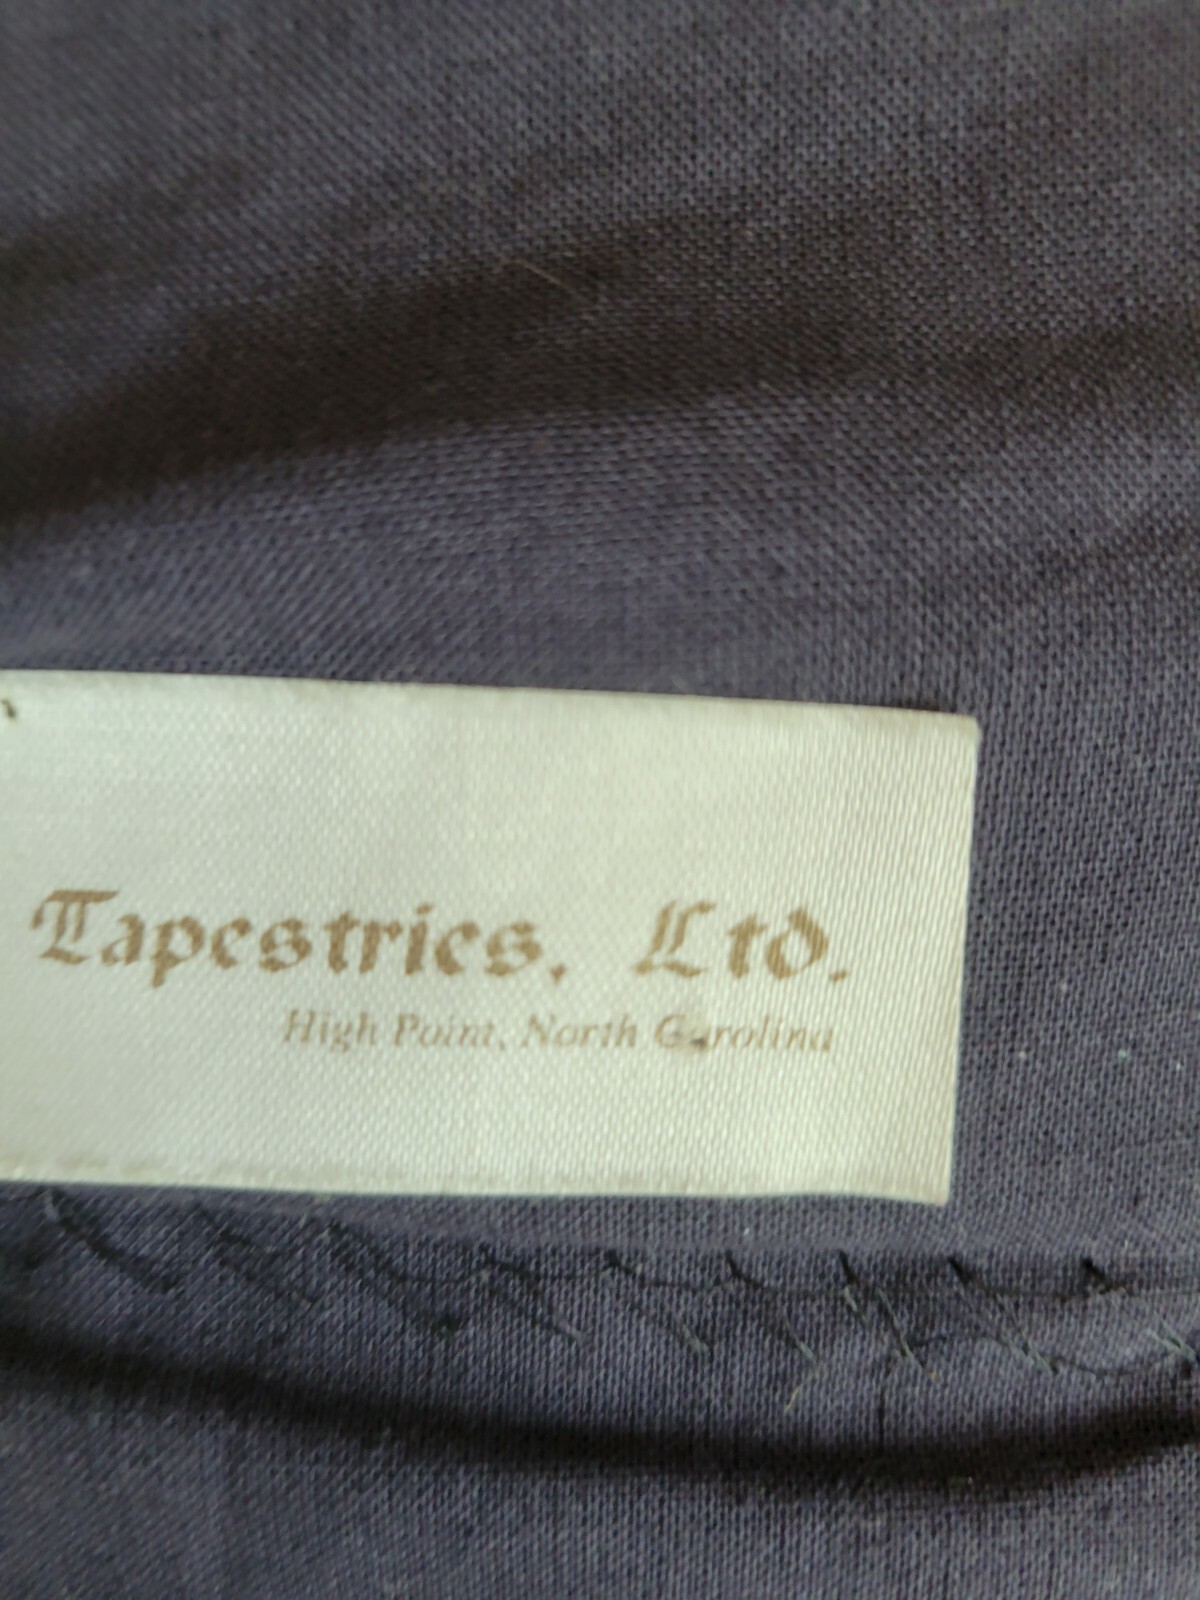 Tapestries, Ltd.
High Point, North Carolina